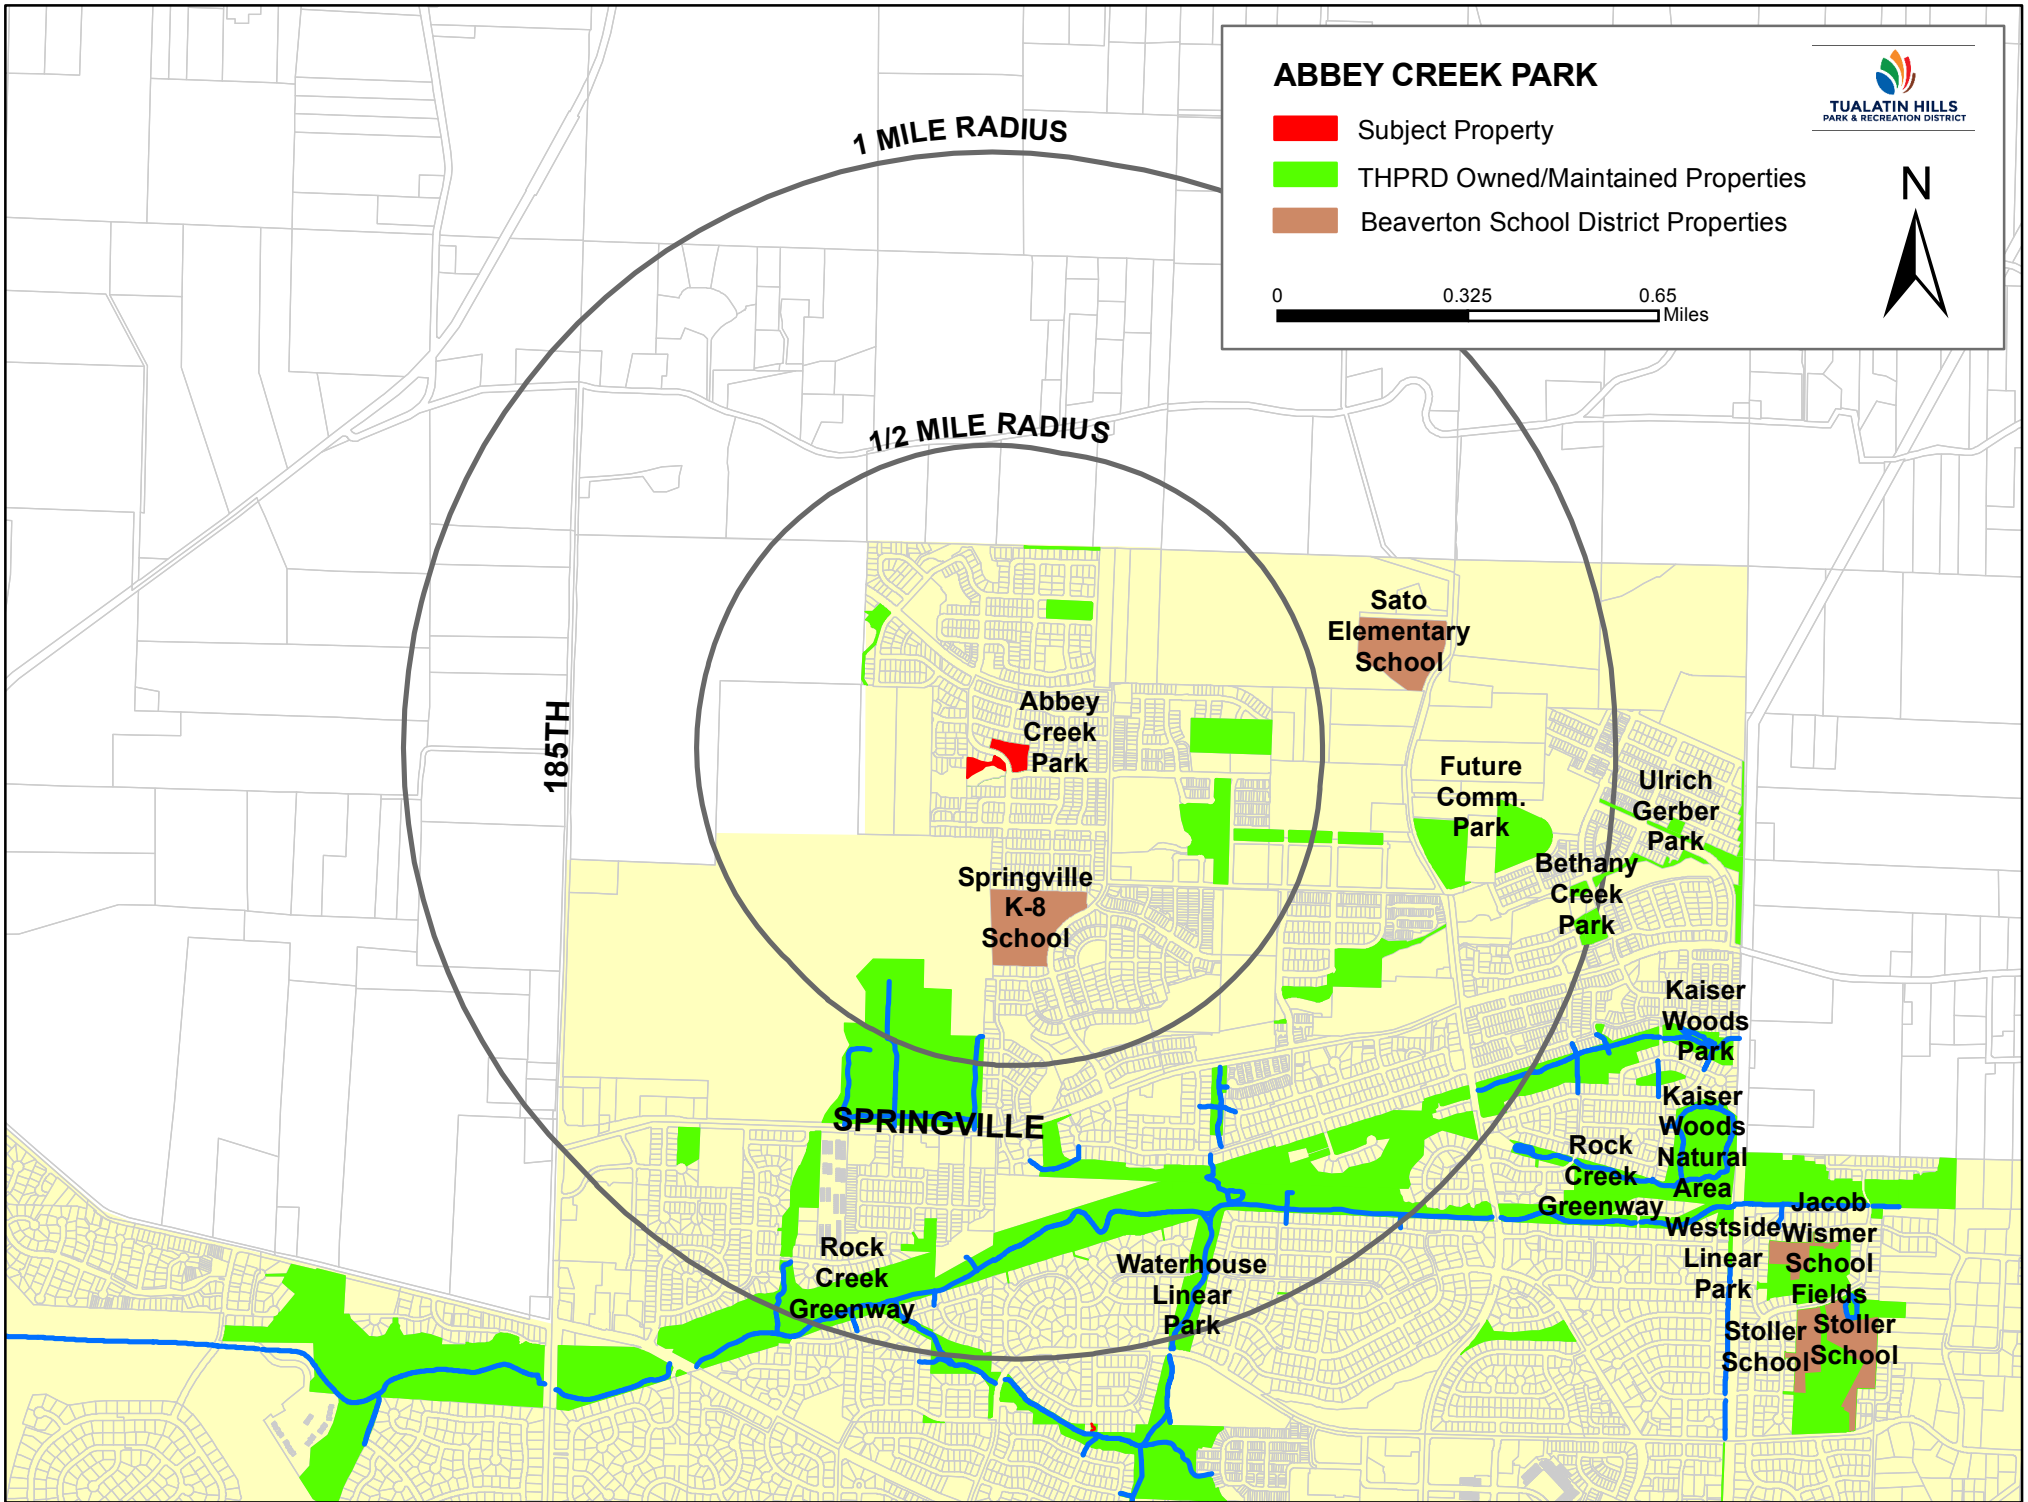 ABBEY CREEK PARK
Subject Property
THPRD Owned/Maintained Properties
Beaverton School District Properties
TUALATIN HILLS
PARK & RECREATION DISTRICT
N
0 0.325 0.65
Miles
1 MILE RADIUS
1/2 MILE RADIUS
185TH
Sato
Elementary
School
Abbey
Creek
Park
Future
Comm.
Park
Ulrich
Gerber
Park
Bethany
Creek
Park
Springville
K-8
School
Kaiser
Woods
Park
Kaiser
Woods
Natural
Area
SPRINGVILLE
Rock
Creek
Greenway
Jacob
Wismer
School
Fields
Westside
Linear
Park
Rock
Creek
Greenway
Waterhouse
Linear
Park
Stoller
School
Stoller
School